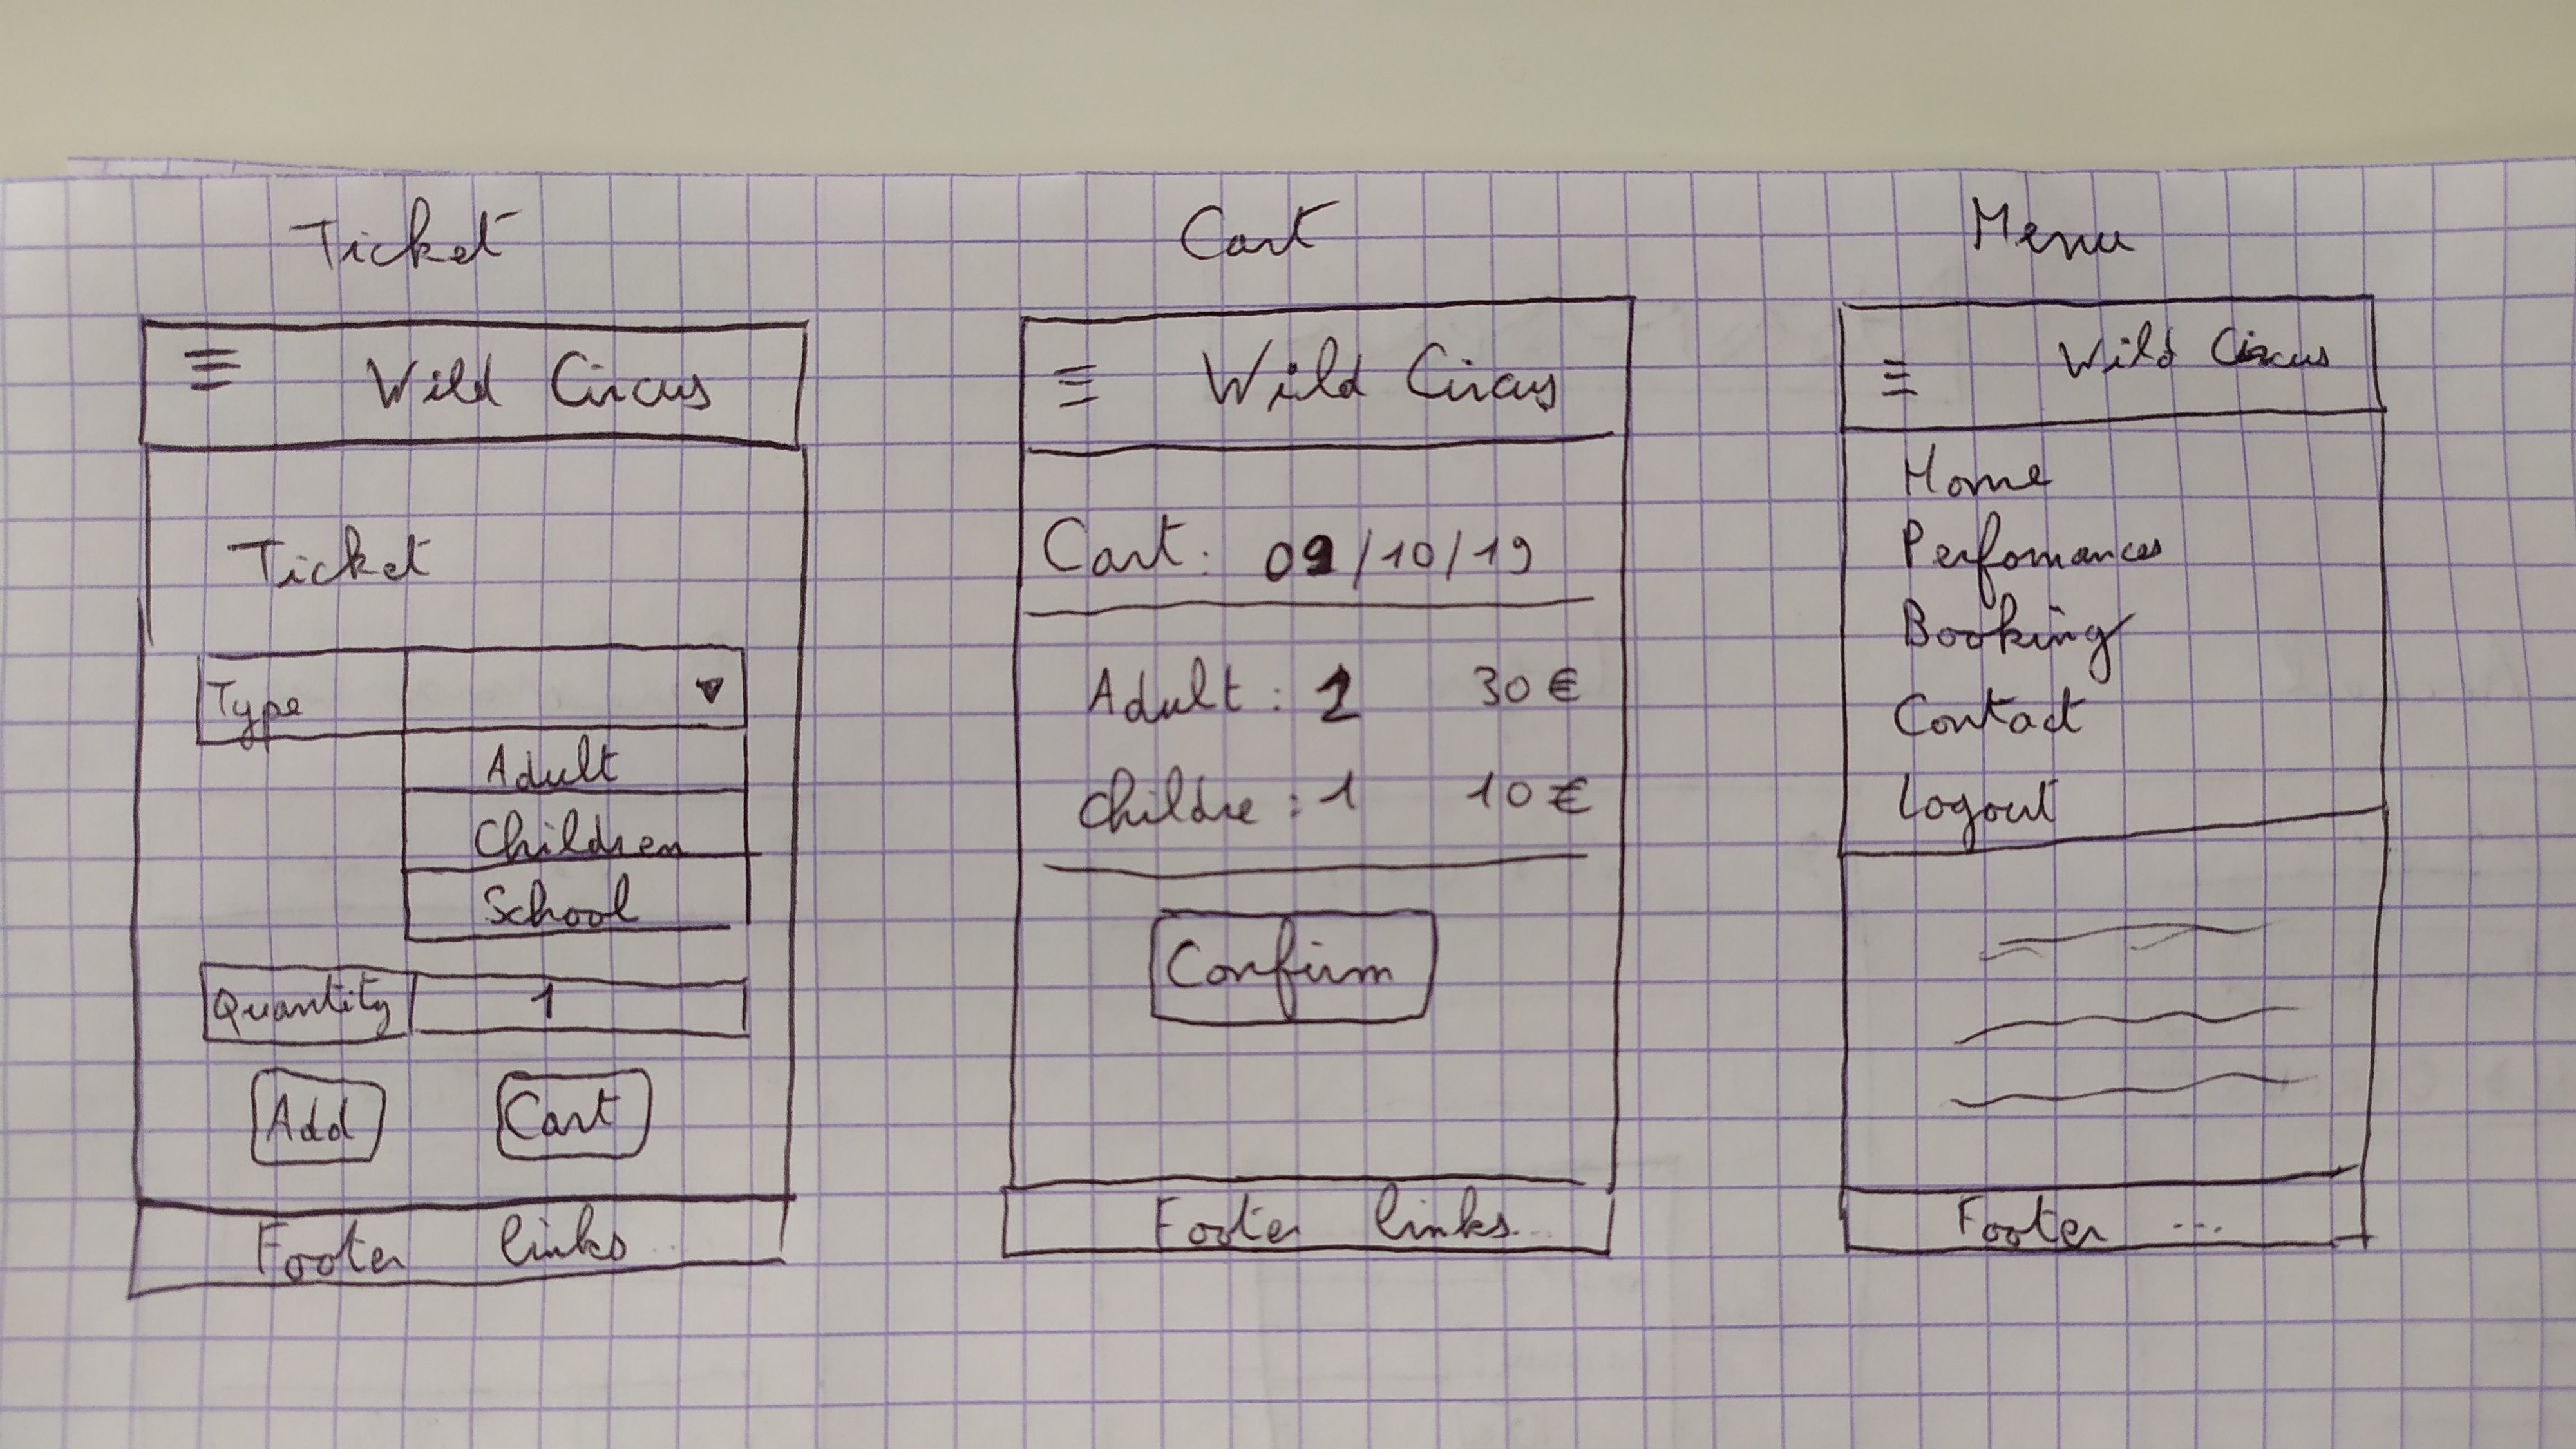 Ticket
Wild Circus
Ticket
Type
Adult
Children
School
Quantity 1
Add Cart
Footer links
Cart
Wild Circus
Cart: 09/10/19
Adult: 2 30€
Childre: 1 10€
Confirm
Footer links...
Menu
Wild Circus
Home
Perfomances
Booking
Contact
Logout
Footer ...